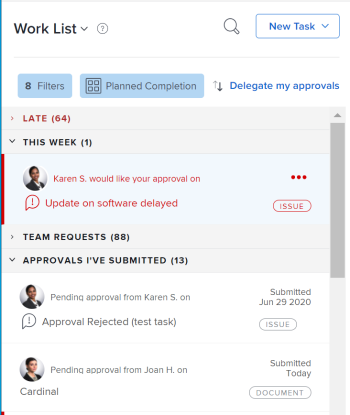 Work List ?
New Task
8 Filters Planned Completion Delegate my approvals
LATE (64)
THIS WEEK (1)
Karen S. would like your approval on
Update on software delayed ISSUE
TEAM REQUESTS (88)
APPROVALS I'VE SUBMITTED (13)
Pending approval from Karen S. on Submitted
Jun 29 2020
Approval Rejected (test task) ISSUE
Pending approval from Joan H. on Submitted
Today
Cardinal DOCUMENT